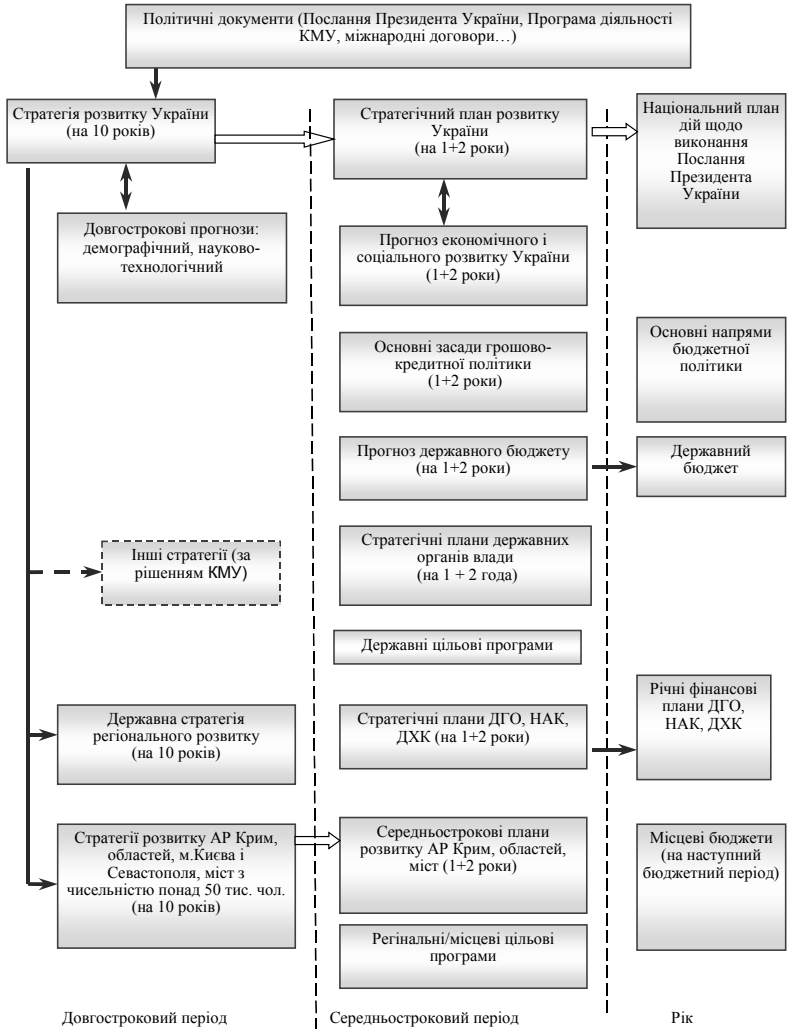 Політичні документи (Послання Президента України, Програма діяльності
КМУ, міжнародні договори…)
Стратегія розвитку України
(на 10 років)
Довгострокові прогнози:
демографічний, науково-
технологічний
Інші стратегії (за
рішенням КМУ)
Державна стратегія
регіонального розвитку
(на 10 років)
Стратегії розвитку АР Крим,
областей, м.Києва і
Севастополя, міст з
чисельністю понад 50 тис. чол.
(на 10 років)
Довгостроковий період
Стратегічний план розвитку
України
(на 1+2 роки)
Прогноз економічного і
соціального розвитку України
(1+2 роки)
Основні засади грошово-
кредитної політики
(1+2 роки)
Прогноз державного бюджету
(на 1+2 роки)
Стратегічні плани державних
органів влади
(на 1 + 2 года)
Державні цільові програми
Стратегічні плани ДГО, НАК,
ДХК (на 1+2 роки)
Середньострокові плани
розвитку АР Крим, областей,
міст (1+2 роки)
Регінальні/місцеві цільові
програми
Середньостроковий період
Національний план
дій щодо
виконання
Послання
Президента
України
Основні напрями
бюджетної
політики
Державний
бюджет
Річні фінансові
плани ДГО,
НАК, ДХК
Місцеві бюджети
(на наступний
бюджетний період)
Рік